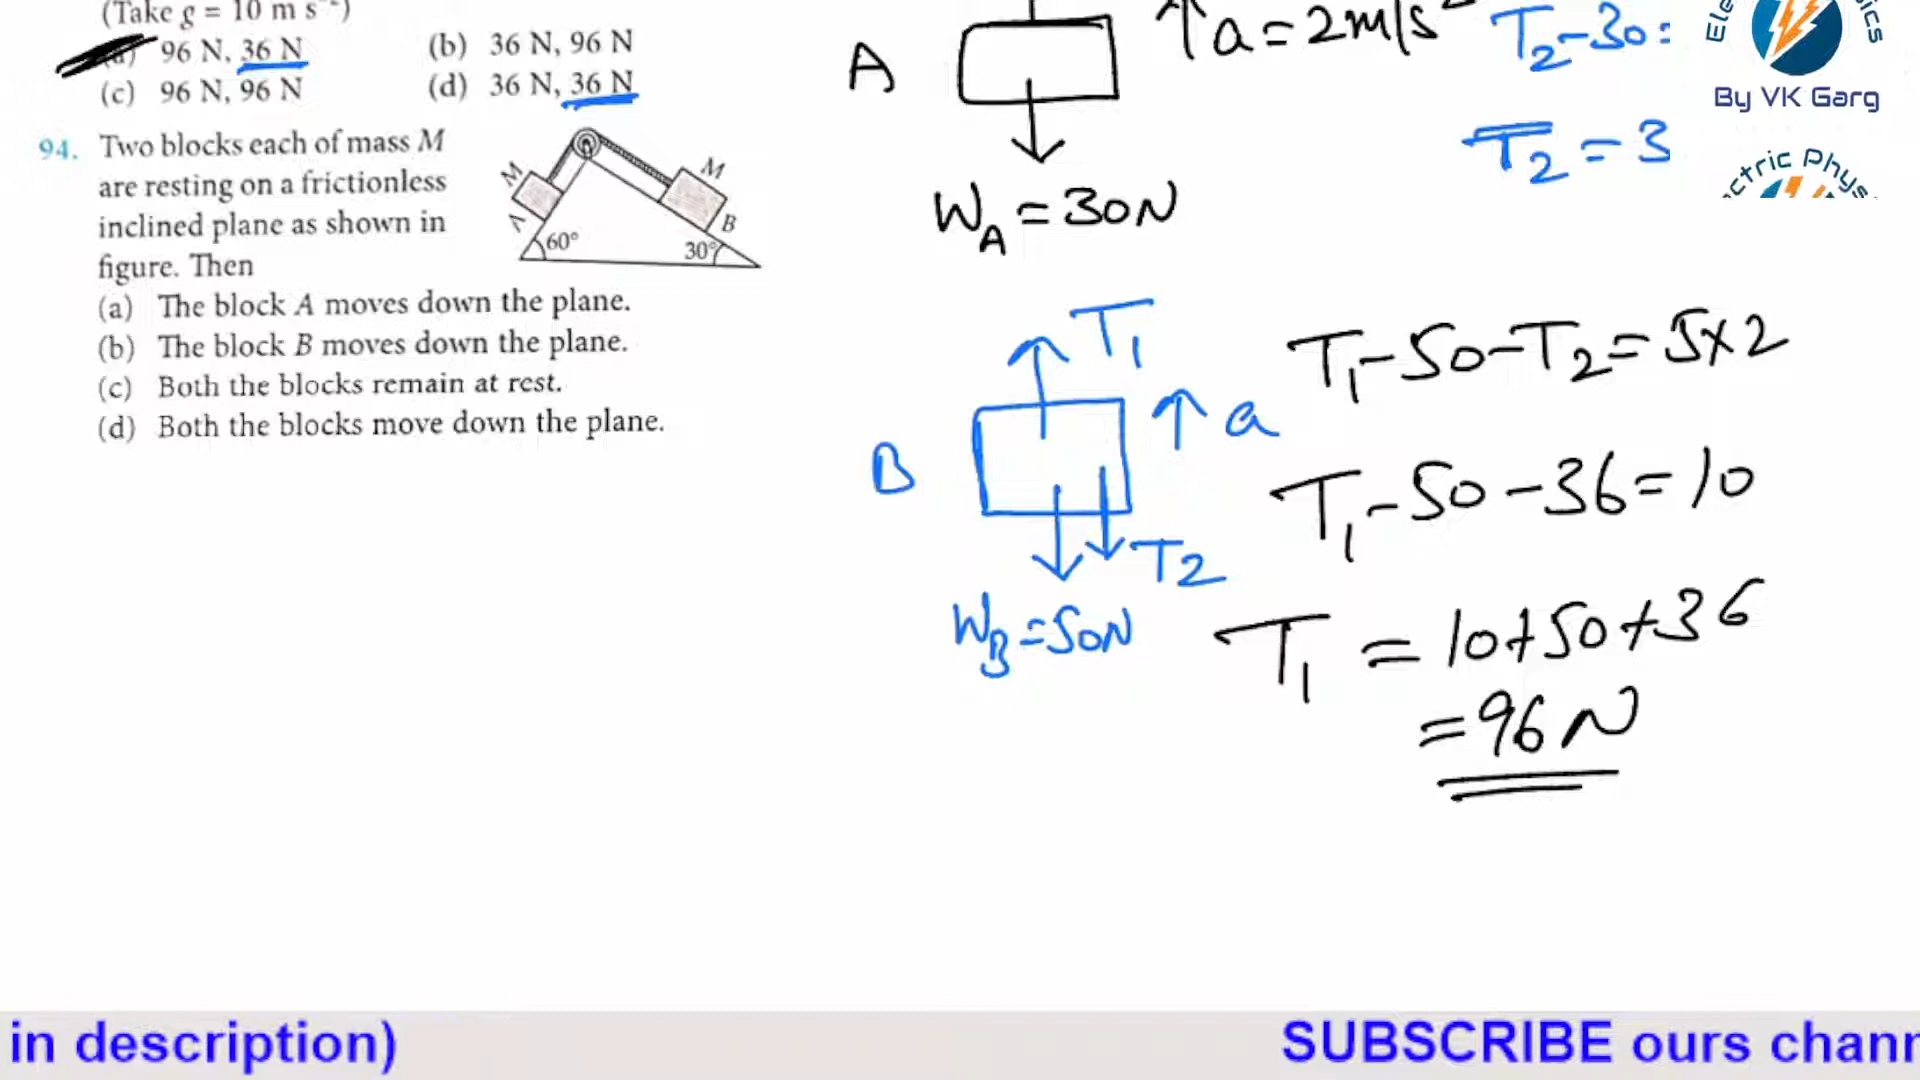 (Take g = 10 m s⁻²)
(a) 96 N, 36 N
(b) 36 N, 96 N
(c) 96 N, 96 N
(d) 36 N, 36 N
94. Two blocks each of mass M
are resting on a frictionless
inclined plane as shown in
figure. Then
(a) The block A moves down the plane.
(b) The block B moves down the plane.
(c) Both the blocks remain at rest.
(d) Both the blocks move down the plane.
M
A
M
B
60°
30°
A
a = 2 m/s²
W_A = 30N
T₂-30=
T₂ = 3
By VK Garg
ctric Phys
B
T₁
a
T₂
W_B = 50N
T₁-50-T₂ = 5×2
T₁-50-36=10
T₁ = 10+50+36
= 96 N
in description)
SUBSCRIBE ours chann